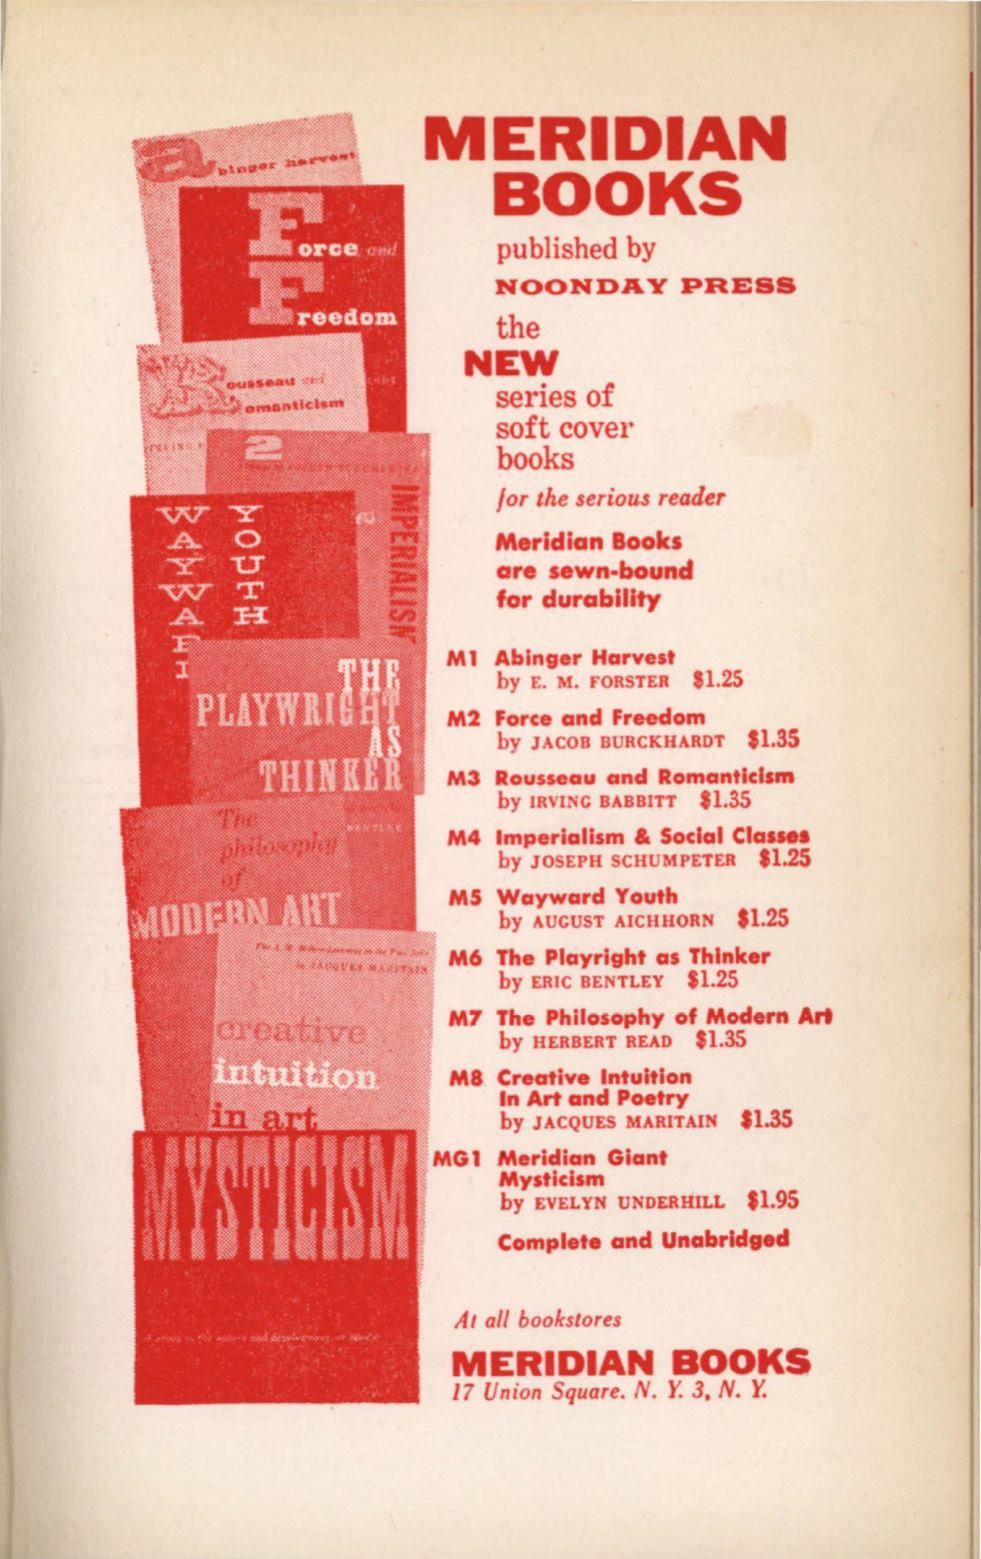 MERIDIAN
BOOKS
published by
NOONDAY PRESS
the
NEW
series of
soft cover
books
for the serious reader
Meridian Books
are sewn-bound
for durability
M1 Abinger Harvest
by E. M. FORSTER $1.25
M2 Force and Freedom
by JACOB BURCKHARDT $1.35
M3 Rousseau and Romanticism
by IRVING BABBITT $1.35
M4 Imperialism & Social Classes
by JOSEPH SCHUMPETER $1.25
M5 Wayward Youth
by AUGUST AICHHORN $1.25
M6 The Playright as Thinker
by ERIC BENTLEY $1.25
M7 The Philosophy of Modern Art
by HERBERT READ $1.35
M8 Creative Intuition
In Art and Poetry
by JACQUES MARITAIN $1.35
MG1 Meridian Giant
Mysticism
by EVELYN UNDERHILL $1.95
Complete and Unabridged
At all bookstores
MERIDIAN BOOKS
17 Union Square, N. Y. 3, N. Y.
abinger harvest
Force and
Freedom
Rousseau and
Romanticism
2
IMPERIALISM
WAYWARD
YOUTH
THE
PLAYWRIGHT
AS
THINKER
BENTLEY
The
philosophy
of
MODERN ART
by JACQUES MARITAIN
creative
intuition
in art
MYSTICISM